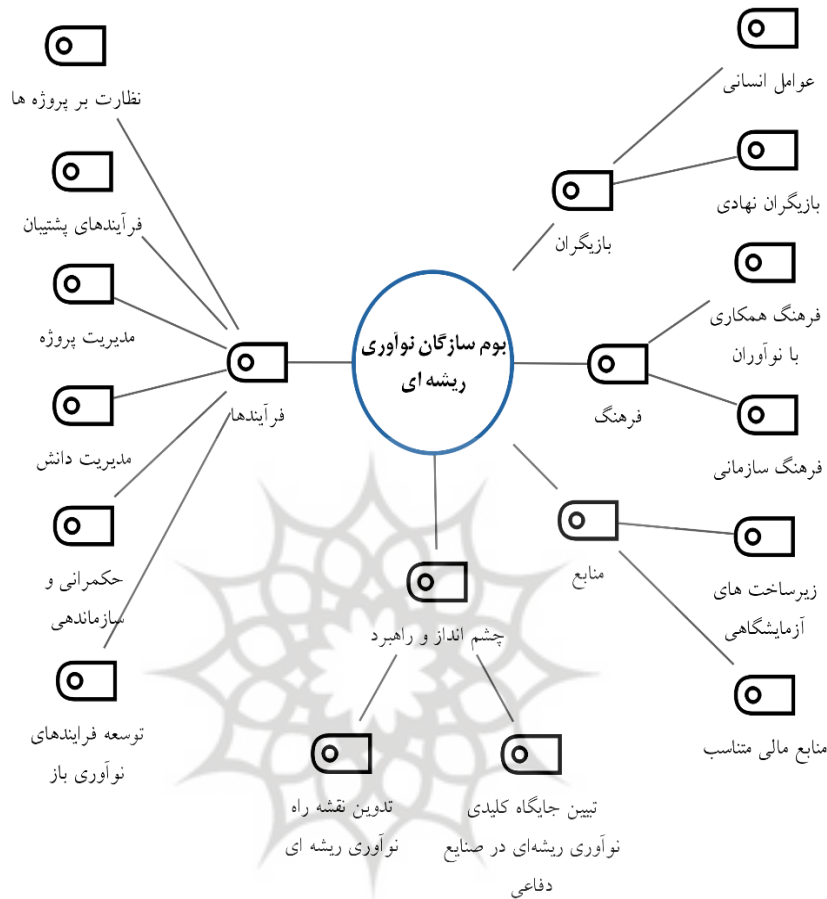 بوم سازگان نوآوری
ریشه ای
بازیگران
عوامل انسانی
بازیگران نهادی
فرهنگ
فرهنگ همکاری
با نوآوران
فرهنگ سازمانی
منابع
زیرساخت های
آزمایشگاهی
منابع مالی متناسب
چشم انداز و راهبرد
تبیین جایگاه کلیدی
نوآوری ریشه‌ای در صنایع
دفاعی
تدوین نقشه راه
نوآوری ریشه ای
فرآیندها
نظارت بر پروژه ها
فرآیندهای پشتیبان
مدیریت پروژه
مدیریت دانش
حکمرانی و
سازماندهی
توسعه فرایندهای
نوآوری باز